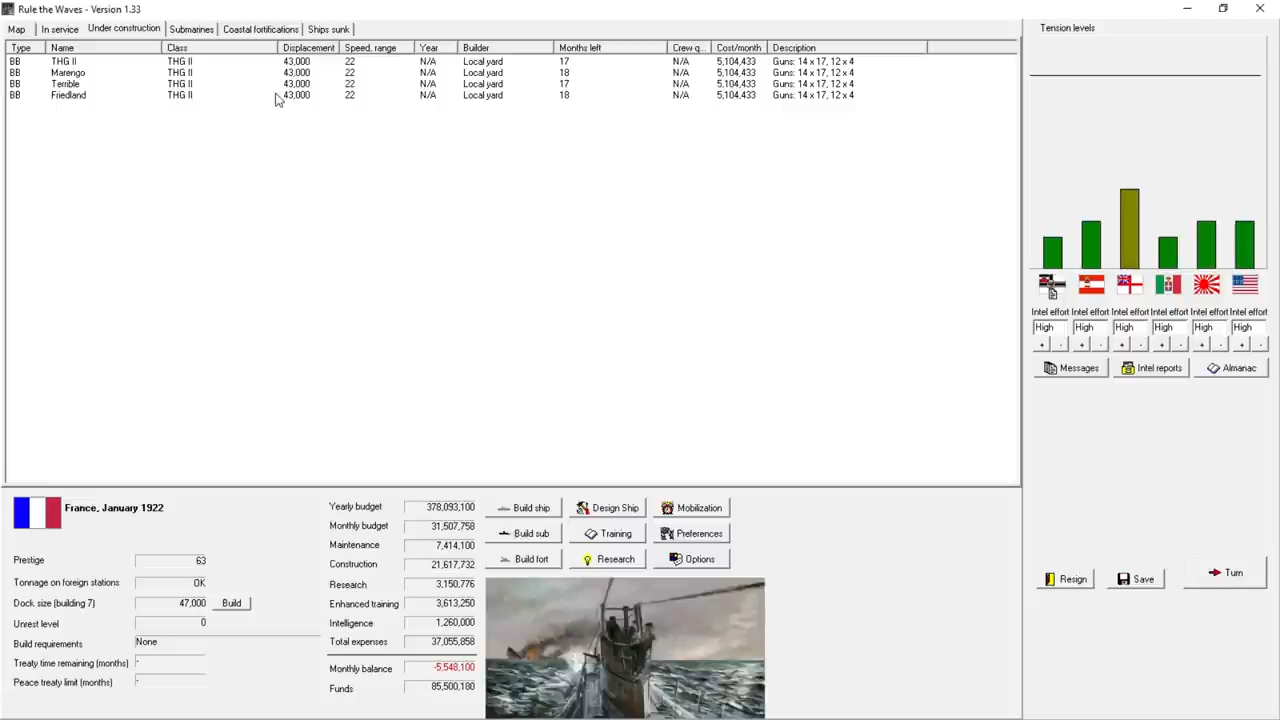 Rule the Waves - Version 1.33
Map In service Under construction Submarines Coastal fortifications Ships sunk
Type Name Class Displacement Speed, range Year Builder Months left Crew q... Cost/month Description
BB THG II THG II 43,000 22 N/A Local yard 17 N/A 5,104,433 Guns: 14 x 17, 12 x 4
BB Marengo THG II 43,000 22 N/A Local yard 18 N/A 5,104,433 Guns: 14 x 17, 12 x 4
BB Terrible THG II 43,000 22 N/A Local yard 17 N/A 5,104,433 Guns: 14 x 17, 12 x 4
BB Friedland THG II 43,000 22 N/A Local yard 18 N/A 5,104,433 Guns: 14 x 17, 12 x 4
Tension levels
Intel effort Intel effort Intel effort Intel effort Intel effort Intel effort
High High High High High High
+ - + - + - + - + - + -
Messages Intel reports Almanac
France, January 1922
Prestige 63
Tonnage on foreign stations OK
Dock size (building 7) 47,000 Build
Unrest level 0
Build requirements None
Treaty time remaining (months) -
Peace treaty limit (months) -
Yearly budget 378,093,100
Monthly budget 31,507,758
Maintenance 7,414,100
Construction 21,617,732
Research 3,150,776
Enhanced training 3,613,250
Intelligence 1,260,000
Total expenses 37,055,858
Monthly balance -5,548,100
Funds 85,500,180
Build ship Design Ship Mobilization
Build sub Training Preferences
Build fort Research Options
Resign Save Turn